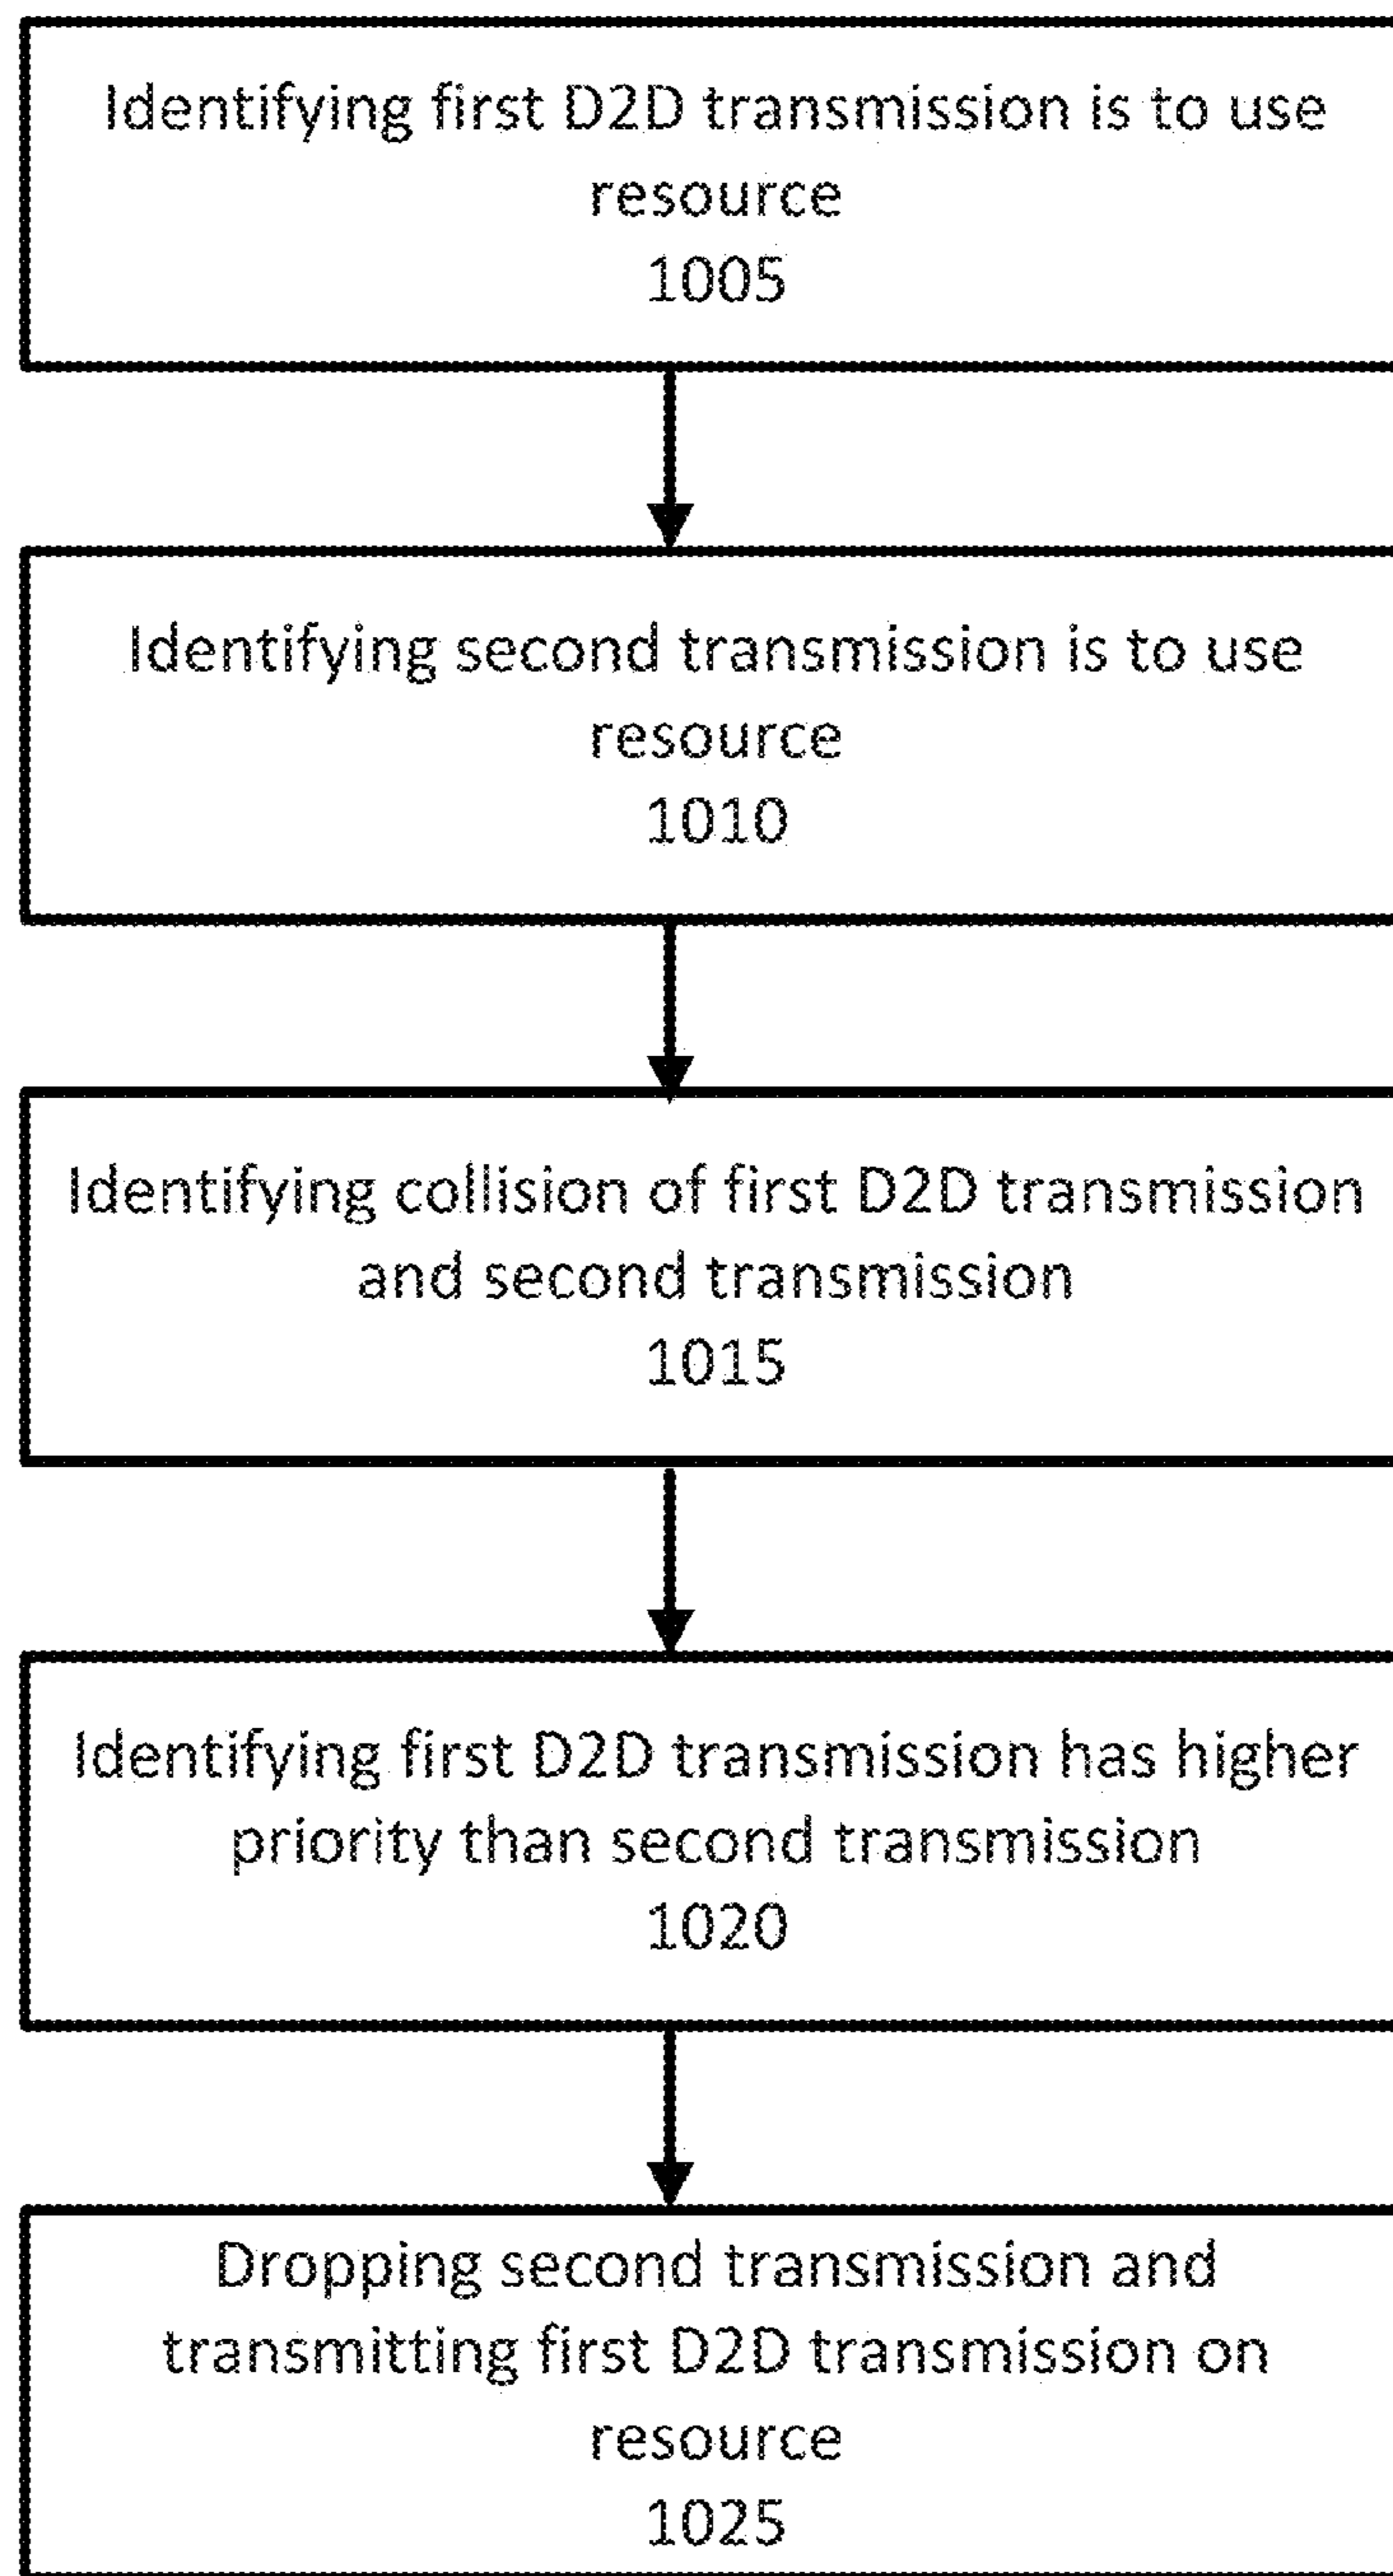 Identifying first D2D transmission is to use
resource
1005
Identifying second transmission is to use
resource
1010
Identifying collision of first D2D transmission
and second transmission
1015
Identifying first D2D transmission has higher
priority than second transmission
1020
Dropping second transmission and
transmitting first D2D transmission on
resource
1025